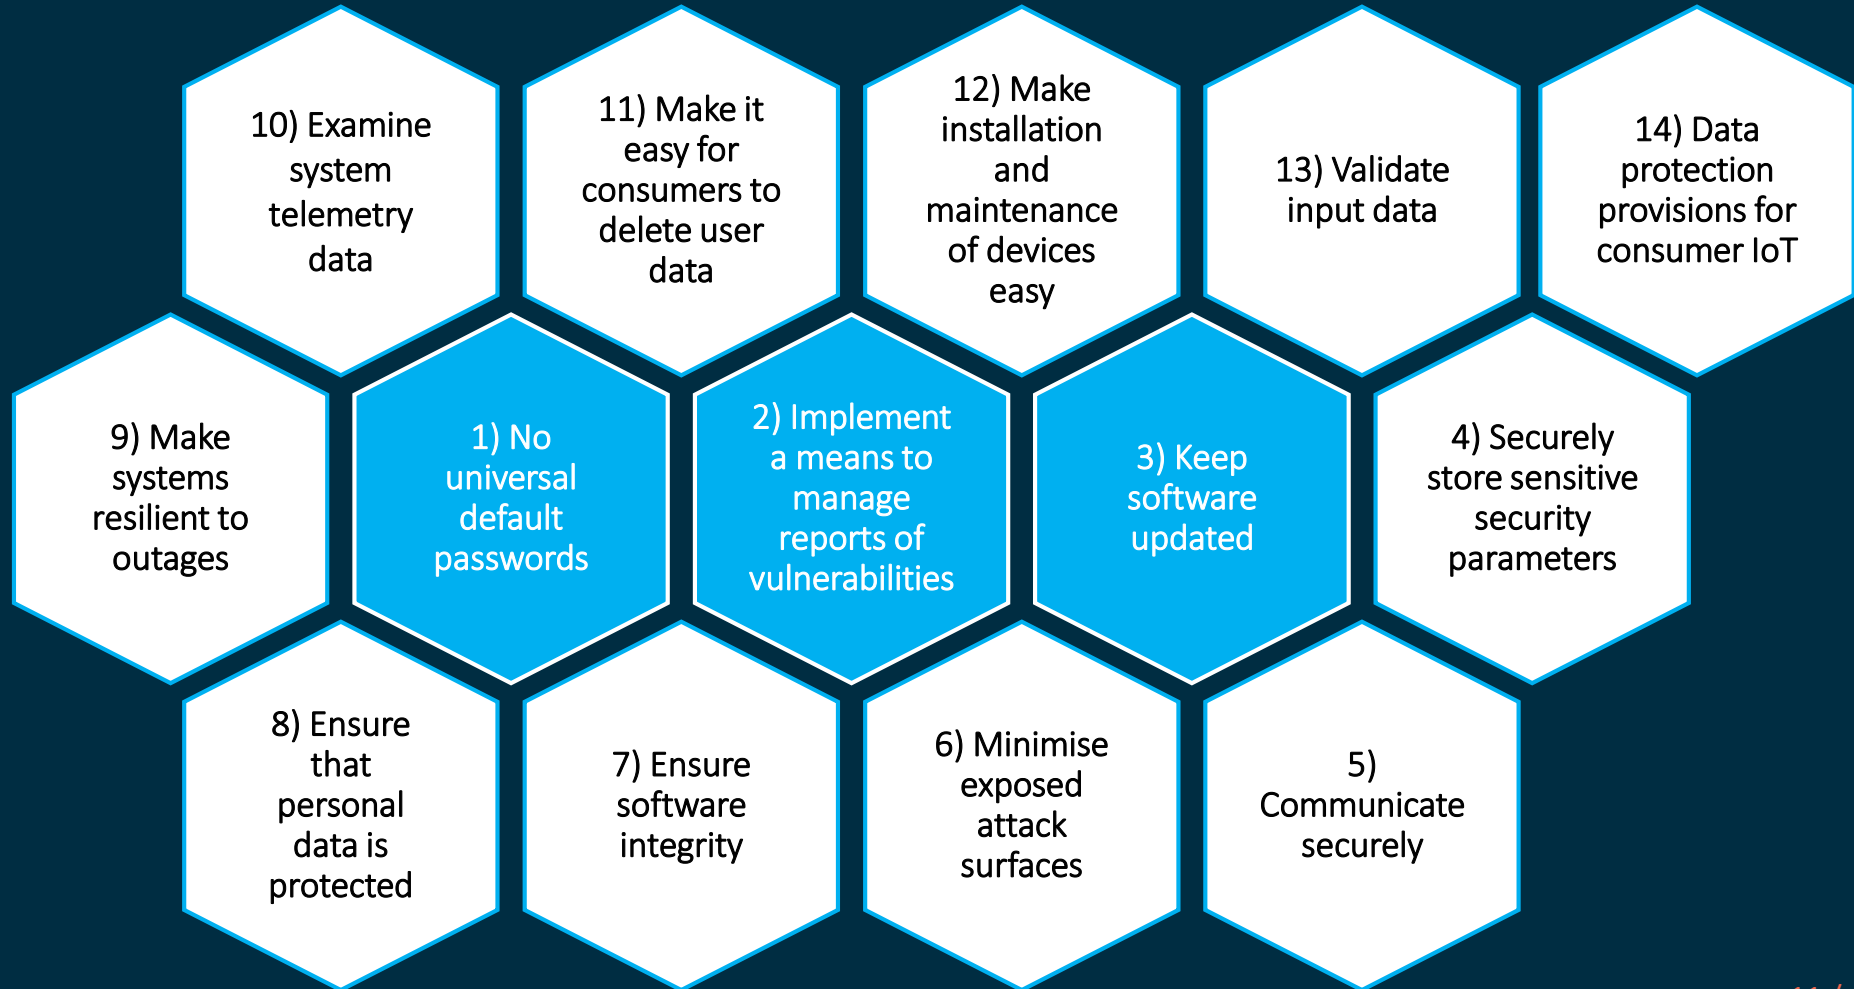 10) Examine
system
telemetry
data
11) Make it
easy for
consumers to
delete user
data
12) Make
installation
and
maintenance
of devices
easy
13) Validate
input data
14) Data
protection
provisions for
consumer IoT
9) Make
systems
resilient to
outages
1) No
universal
default
passwords
2) Implement
a means to
manage
reports of
vulnerabilities
3) Keep
software
updated
4) Securely
store sensitive
security
parameters
8) Ensure
that
personal
data is
protected
7) Ensure
software
integrity
6) Minimise
exposed
attack
surfaces
5)
Communicate
securely